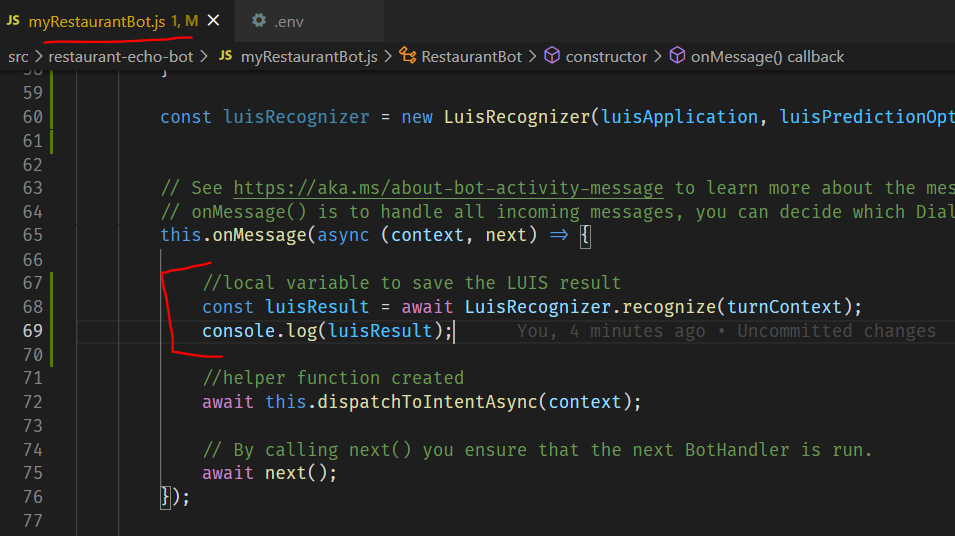 JS myRestaurantBot.js 1, M ×
.env
src > restaurant-echo-bot > JS myRestaurantBot.js > RestaurantBot > constructor > onMessage() callback
59
60 const luisRecognizer = new LuisRecognizer(luisApplication, luisPredictionOpt
61
62
63 // See https://aka.ms/about-bot-activity-message to learn more about the mes
64 // onMessage() is to handle all incoming messages, you can decide which Dial
65 this.onMessage(async (context, next) => {
66
67 //local variable to save the LUIS result
68 const luisResult = await LuisRecognizer.recognize(turnContext);
69 console.log(luisResult); You, 4 minutes ago • Uncommitted changes
70
71 //helper function created
72 await this.dispatchToIntentAsync(context);
73
74 // By calling next() you ensure that the next BotHandler is run.
75 await next();
76 });
77